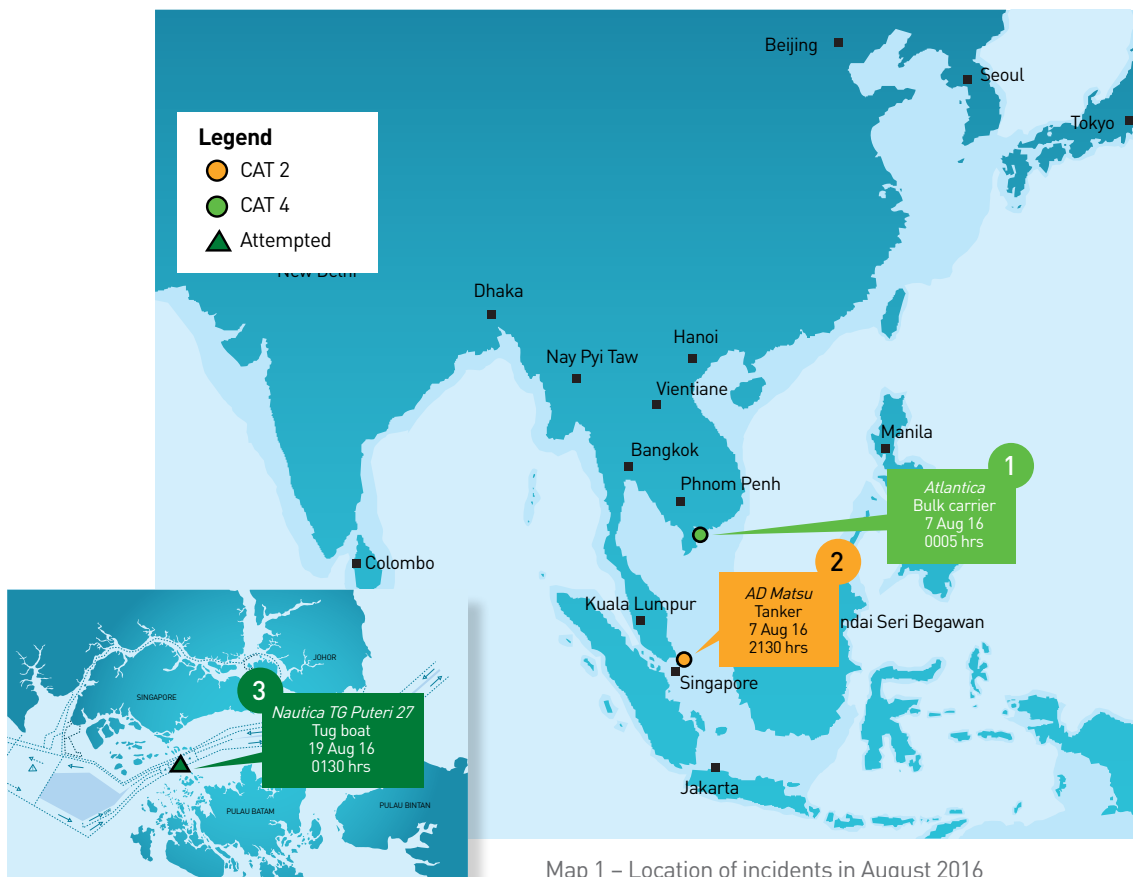 Beijing
Seoul
Tokyo
Legend
CAT 2
CAT 4
Attempted
New Delhi
Dhaka
Hanoi
Nay Pyi Taw
Vientiane
Manila
Bangkok
Phnom Penh
1
Atlantica
Bulk carrier
7 Aug 16
0005 hrs
Colombo
2
AD Matsu
Tanker
7 Aug 16
2130 hrs
Kuala Lumpur
ndai Seri Begawan
Singapore
Jakarta
JOHOR
SINGAPORE
3
Nautica TG Puteri 27
Tug boat
19 Aug 16
0130 hrs
PULAU BATAM
PULAU BINTAN
Map 1 – Location of incidents in August 2016